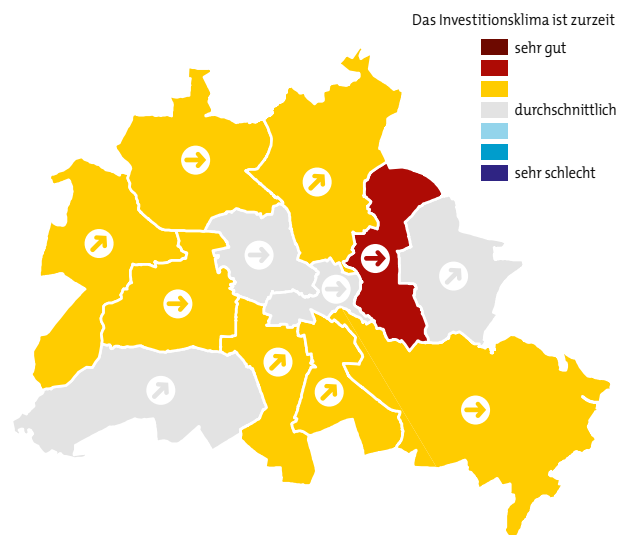 Das Investitionsklima ist zurzeit
sehr gut
durchschnittlich
sehr schlecht